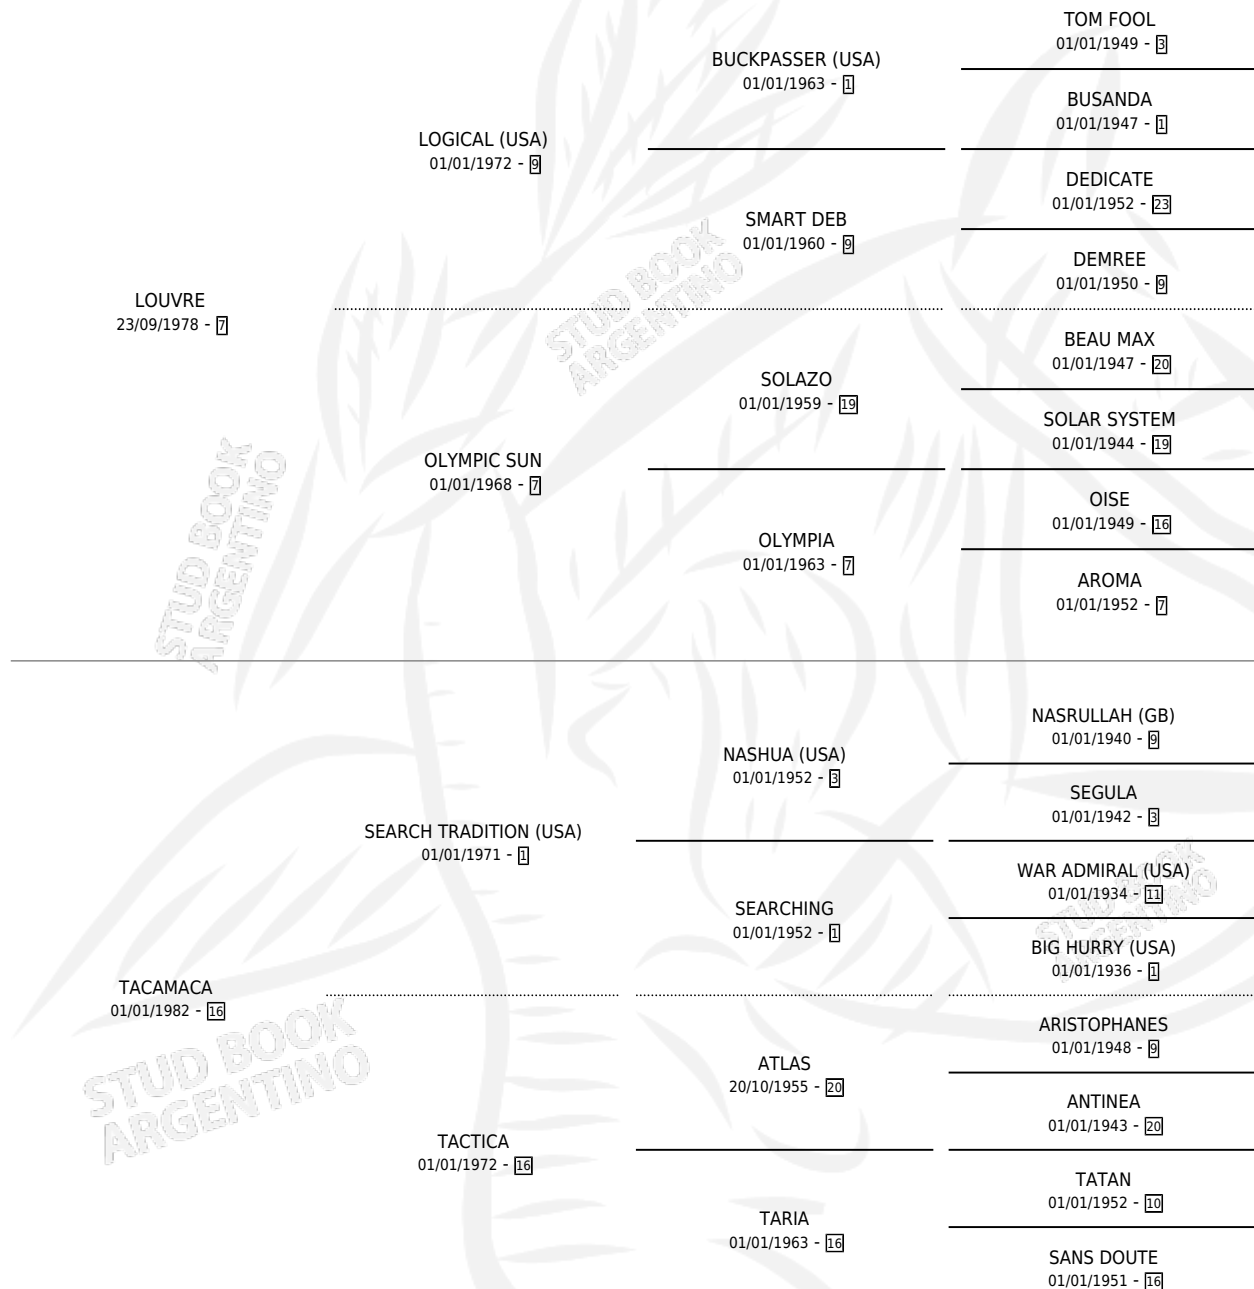 TOM FOOL
01/01/1949 - 3
BUCKPASSER (USA)
01/01/1963 - 1
BUSANDA
01/01/1947 - 1
LOGICAL (USA)
01/01/1972 - 9
DEDICATE
01/01/1952 - 23
SMART DEB
01/01/1960 - 9
DEMREE
01/01/1950 - 9
LOUVRE
23/09/1978 - 7
STUD BOOK
ARGENTINO
BEAU MAX
01/01/1947 - 20
SOLAZO
01/01/1959 - 19
SOLAR SYSTEM
01/01/1944 - 19
OLYMPIC SUN
01/01/1968 - 7
OISE
01/01/1949 - 16
OLYMPIA
01/01/1963 - 7
AROMA
01/01/1952 - 7
STUD BOOK
ARGENTINO
NASRULLAH (GB)
01/01/1940 - 9
NASHUA (USA)
01/01/1952 - 3
SEGULA
01/01/1942 - 3
SEARCH TRADITION (USA)
01/01/1971 - 1
WAR ADMIRAL (USA)
01/01/1934 - 11
SEARCHING
01/01/1952 - 1
BIG HURRY (USA)
01/01/1936 - 1
STUD BOOK
ARGENTINO
TACAMACA
01/01/1982 - 16
ARISTOPHANES
01/01/1948 - 9
ATLAS
20/10/1955 - 20
ANTINEA
01/01/1943 - 20
STUD BOOK
ARGENTINO
TACTICA
01/01/1972 - 16
TATAN
01/01/1952 - 10
TARIA
01/01/1963 - 16
SANS DOUTE
01/01/1951 - 16